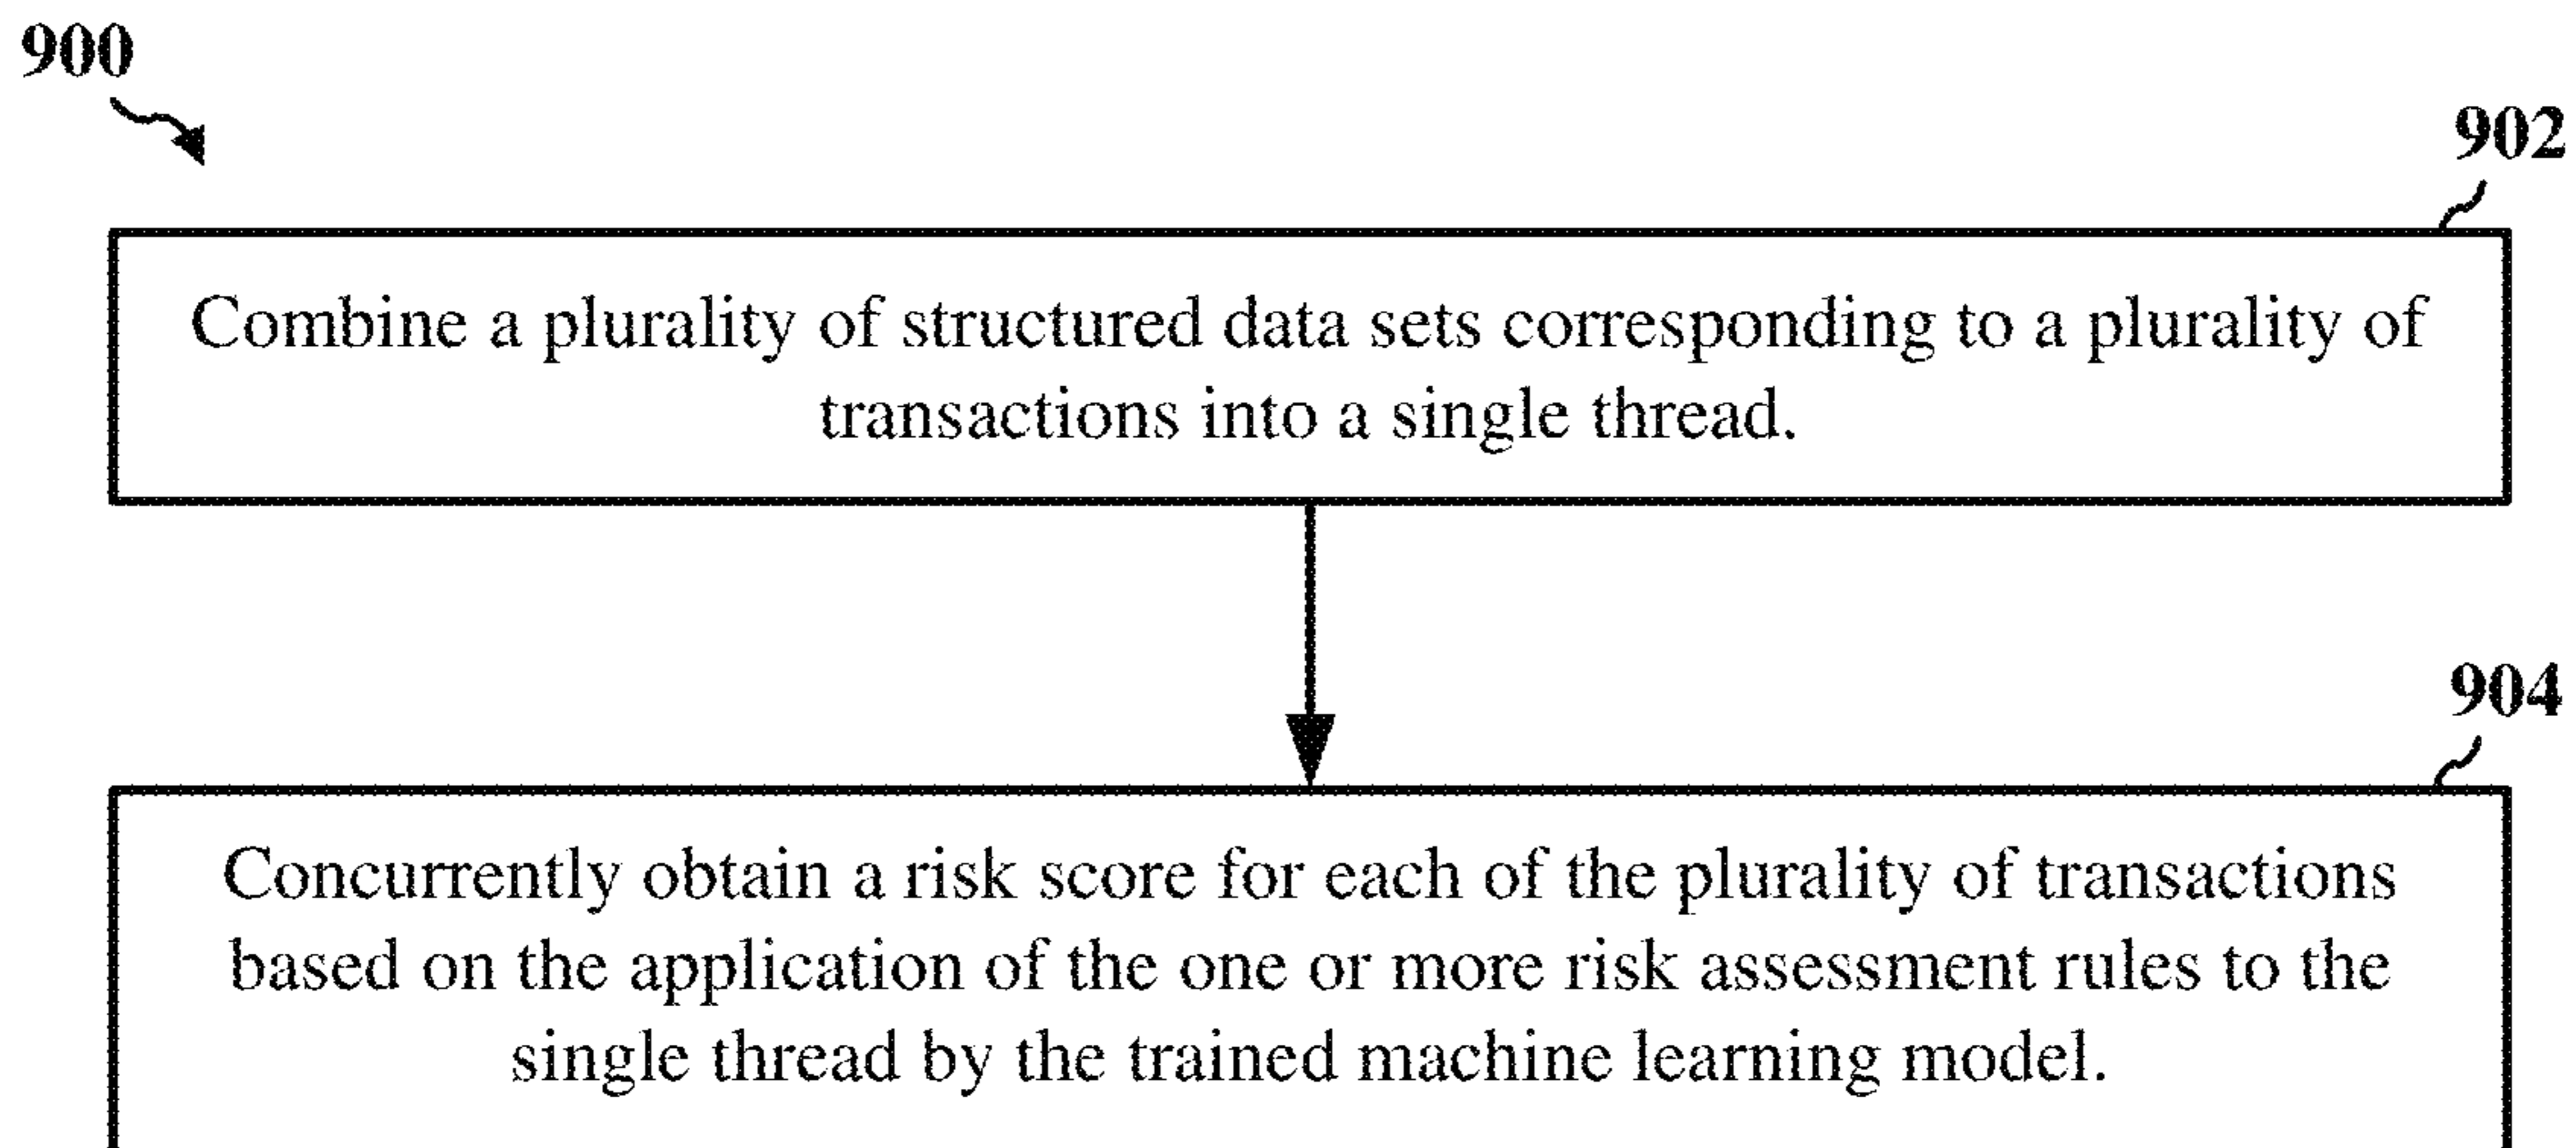 900
902
Combine a plurality of structured data sets corresponding to a plurality of
transactions into a single thread.
904
Concurrently obtain a risk score for each of the plurality of transactions
based on the application of the one or more risk assessment rules to the
single thread by the trained machine learning model.